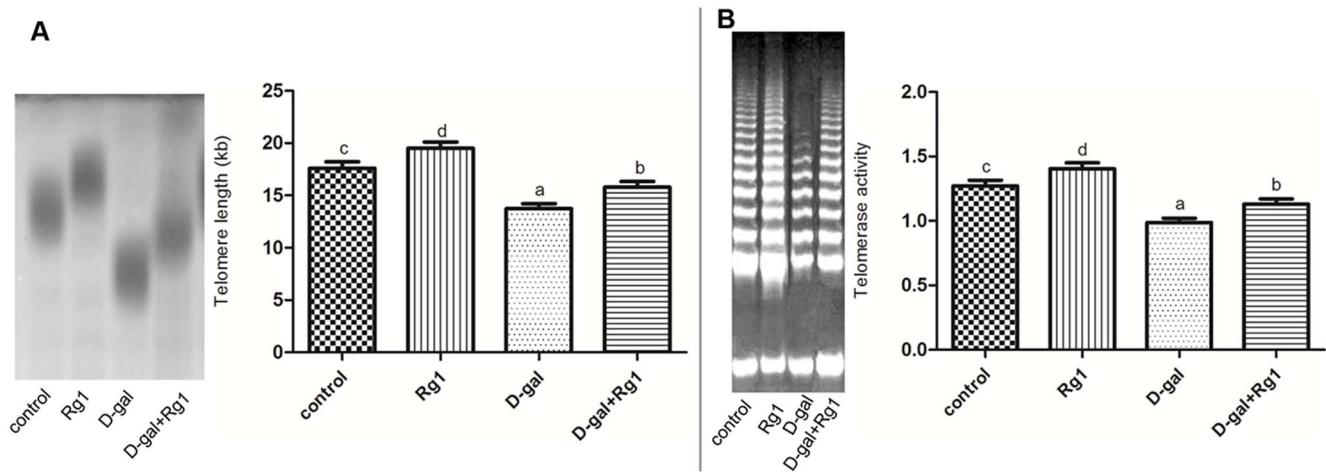 A
control
Rg1
D-gal
D-gal+Rg1
Telomere length (kb)
25
20
15
10
5
0
c
d
a
b
control
Rg1
D-gal
D-gal+Rg1
B
control
Rg1
D-gal
D-gal+Rg1
Telomerase activity
2.0
1.5
1.0
0.5
0.0
c
d
a
b
control
Rg1
D-gal
D-gal+Rg1